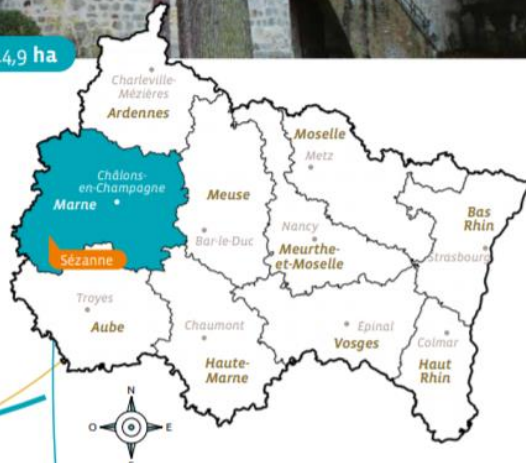 4,9 ha
Charleville-
Mézières
Ardennes
Moselle
Metz
Châlons-
en-Champagne
Marne
Meuse
Bas
Rhin
Nancy
Bar-le-Duc
Meurthe-
et-Moselle
Strasbourg
Sézanne
Troyes
Aube
Chaumont
Epinal
Vosges
Colmar
Haute-
Marne
Haut
Rhin
N
O
E